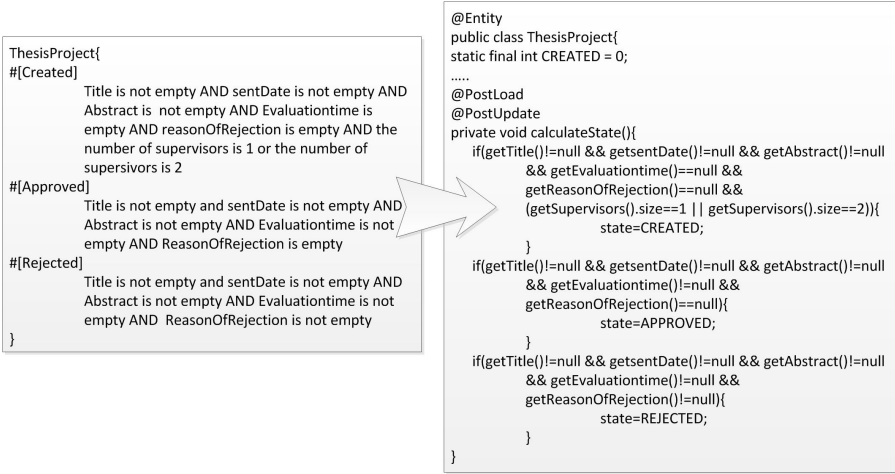 ThesisProject{
#[Created]
Title is not empty AND sentDate is not empty AND
Abstract is  not empty AND Evaluationtime is
empty AND reasonOfRejection is empty AND the
number of supervisors is 1 or the number of
supersivors is 2
#[Approved]
Title is not empty and sentDate is not empty AND
Abstract is not empty AND Evaluationtime is not
empty AND ReasonOfRejection is empty
#[Rejected]
Title is not empty and sentDate is not empty AND
Abstract is not empty AND Evaluationtime is not
empty AND  ReasonOfRejection is not empty
}
@Entity
public class ThesisProject{
static final int CREATED = 0;
.....
@PostLoad
@PostUpdate
private void calculateState(){
if(getTitle()!=null && getsentDate()!=null && getAbstract()!=null
&& getEvaluationtime()==null &&
getReasonOfRejection()==null &&
(getSupervisors().size==1 || getSupervisors().size==2)){
state=CREATED;
}
if(getTitle()!=null && getsentDate()!=null && getAbstract()!=null
&& getEvaluationtime()!=null &&
getReasonOfRejection()==null){
state=APPROVED;
}
if(getTitle()!=null && getsentDate()!=null && getAbstract()!=null
&& getEvaluationtime()!=null &&
getReasonOfRejection()!=null){
state=REJECTED;
}
}